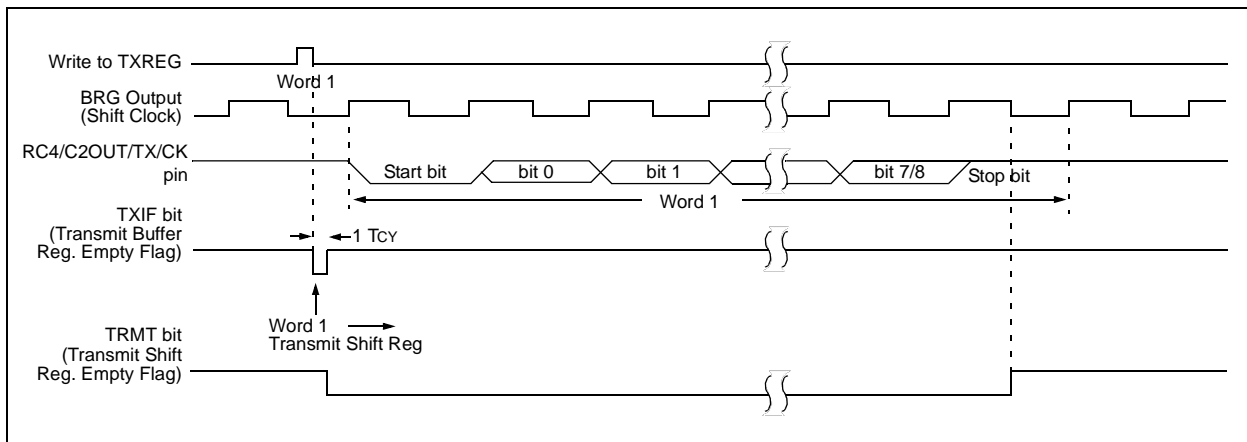 Write to TXREG
Word 1
BRG Output
(Shift Clock)
RC4/C2OUT/TX/CK
pin
Start bit
bit 0
bit 1
bit 7/8
Stop bit
Word 1
TXIF bit
(Transmit Buffer
Reg. Empty Flag)
1 TCY
Word 1
Transmit Shift Reg
TRMT bit
(Transmit Shift
Reg. Empty Flag)